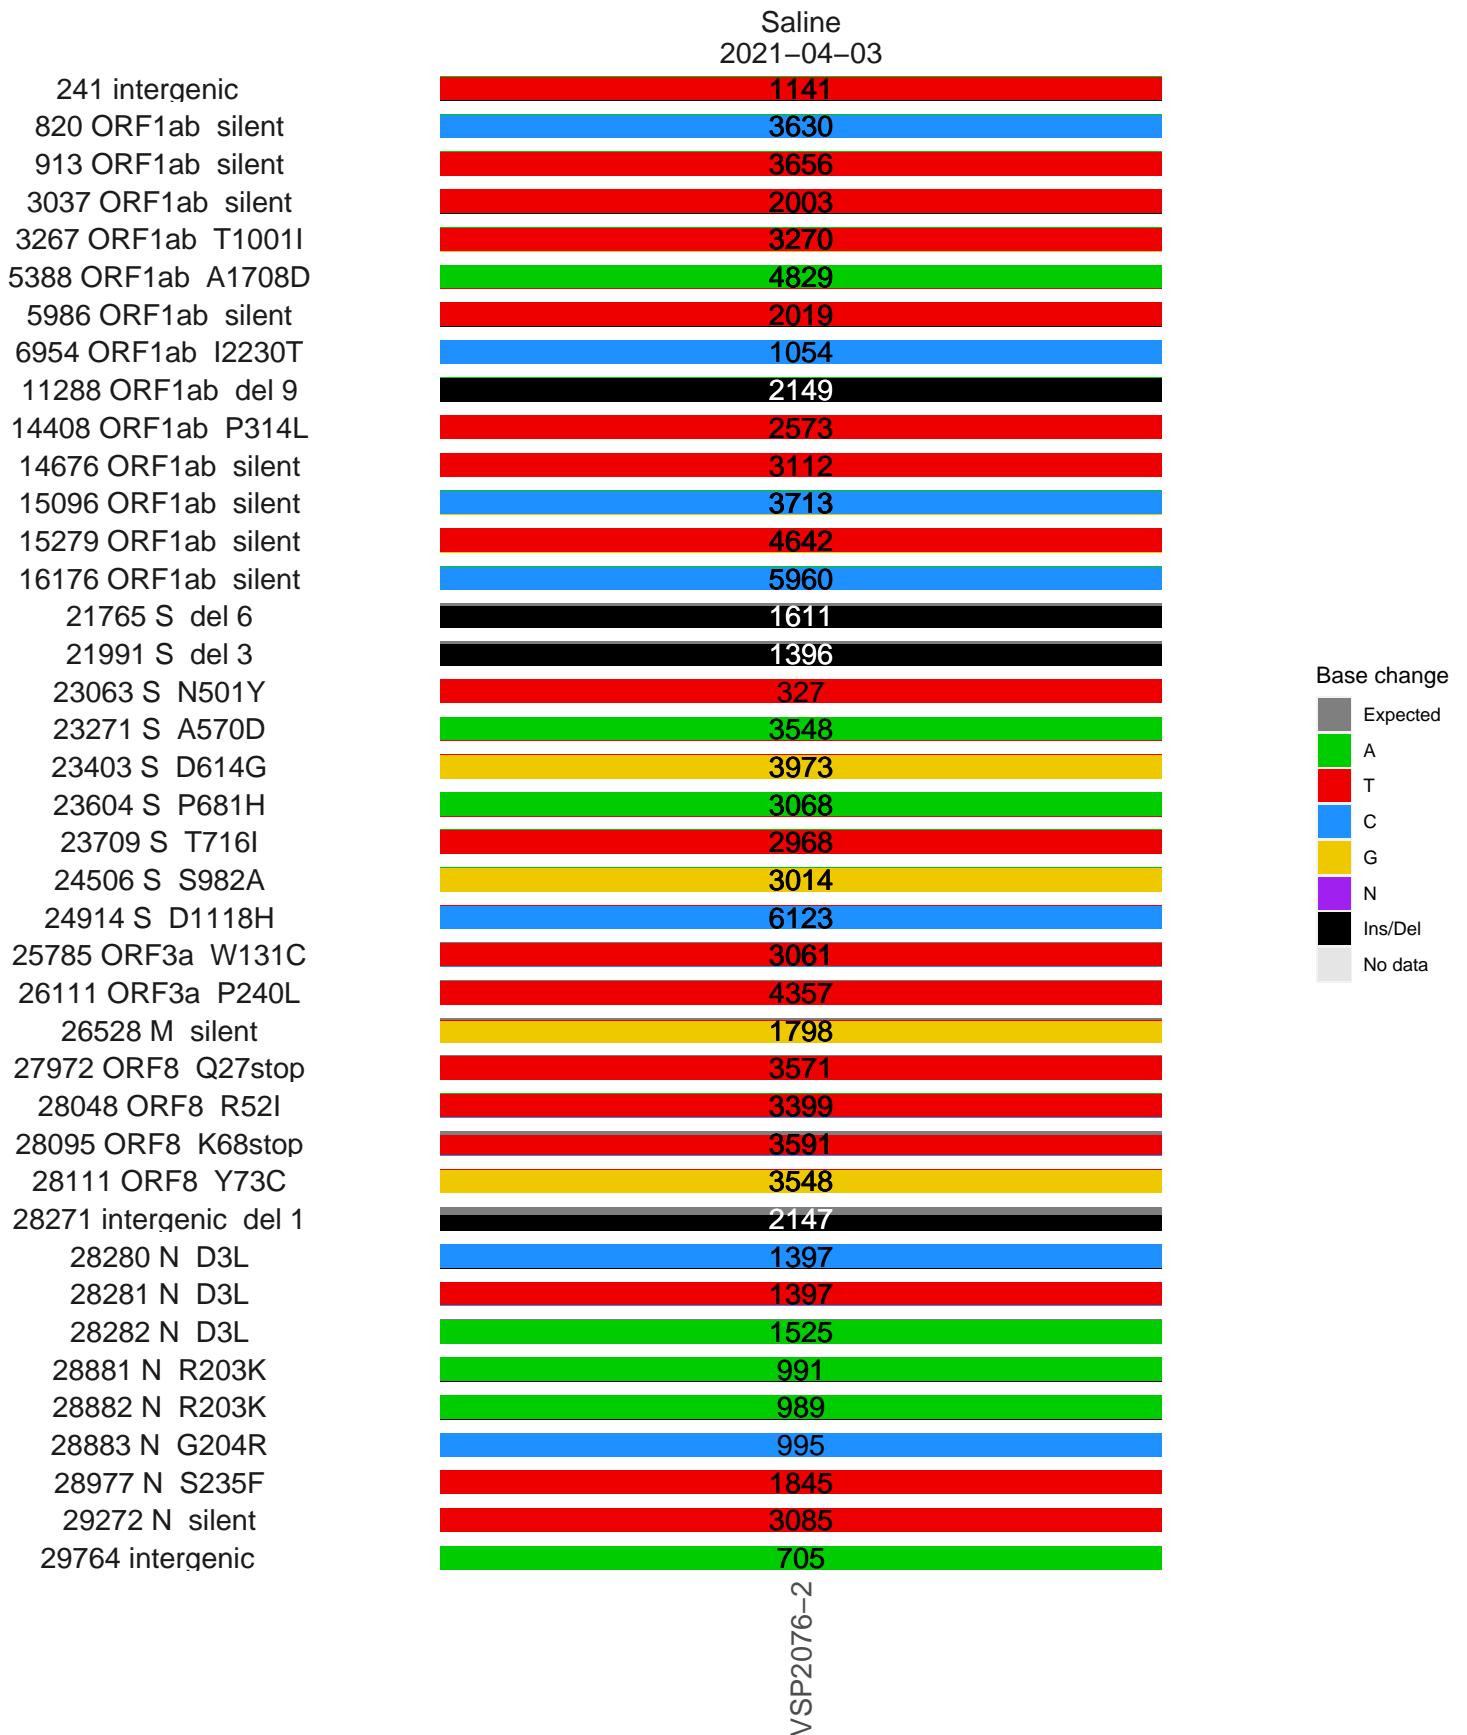 Saline
2021−04−03
241 intergenic 1141
820 ORF1ab silent 3630
913 ORF1ab silent 3656
3037 ORF1ab silent 2003
3267 ORF1ab T1001I 3270
5388 ORF1ab A1708D 4829
5986 ORF1ab silent 2019
6954 ORF1ab I2230T 1054
11288 ORF1ab del 9 2149
14408 ORF1ab P314L 2573
14676 ORF1ab silent 3112
15096 ORF1ab silent 3713
15279 ORF1ab silent 4642
16176 ORF1ab silent 5960
21765 S del 6 1611
21991 S del 3 1396
23063 S N501Y 327
23271 S A570D 3548
23403 S D614G 3973
23604 S P681H 3068
23709 S T716I 2968
24506 S S982A 3014
24914 S D1118H 6123
25785 ORF3a W131C 3061
26111 ORF3a P240L 4357
26528 M silent 1798
27972 ORF8 Q27stop 3571
28048 ORF8 R52I 3399
28095 ORF8 K68stop 3591
28111 ORF8 Y73C 3548
28271 intergenic del 1 2147
28280 N D3L 1397
28281 N D3L 1397
28282 N D3L 1525
28881 N R203K 991
28882 N R203K 989
28883 N G204R 995
28977 N S235F 1845
29272 N silent 3085
29764 intergenic 705
VSP2076−2
Base change
Expected
A
T
C
G
N
Ins/Del
No data